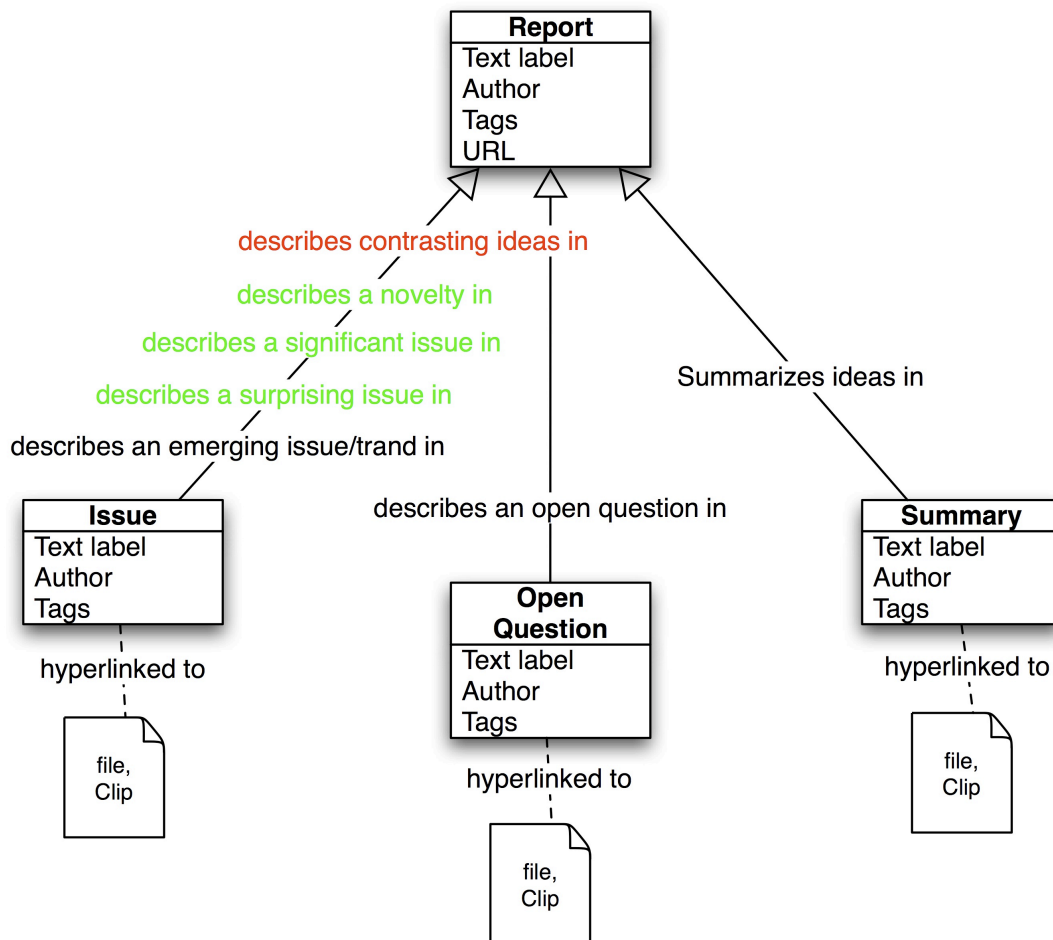 Report
Text label
Author
Tags
URL
describes contrasting ideas in
describes a novelty in
describes a significant issue in
describes a surprising issue in
describes an emerging issue/trand in
Summarizes ideas in
describes an open question in
Issue
Text label
Author
Tags
hyperlinked to
file,
Clip
Open
Question
Text label
Author
Tags
hyperlinked to
file,
Clip
Summary
Text label
Author
Tags
hyperlinked to
file,
Clip